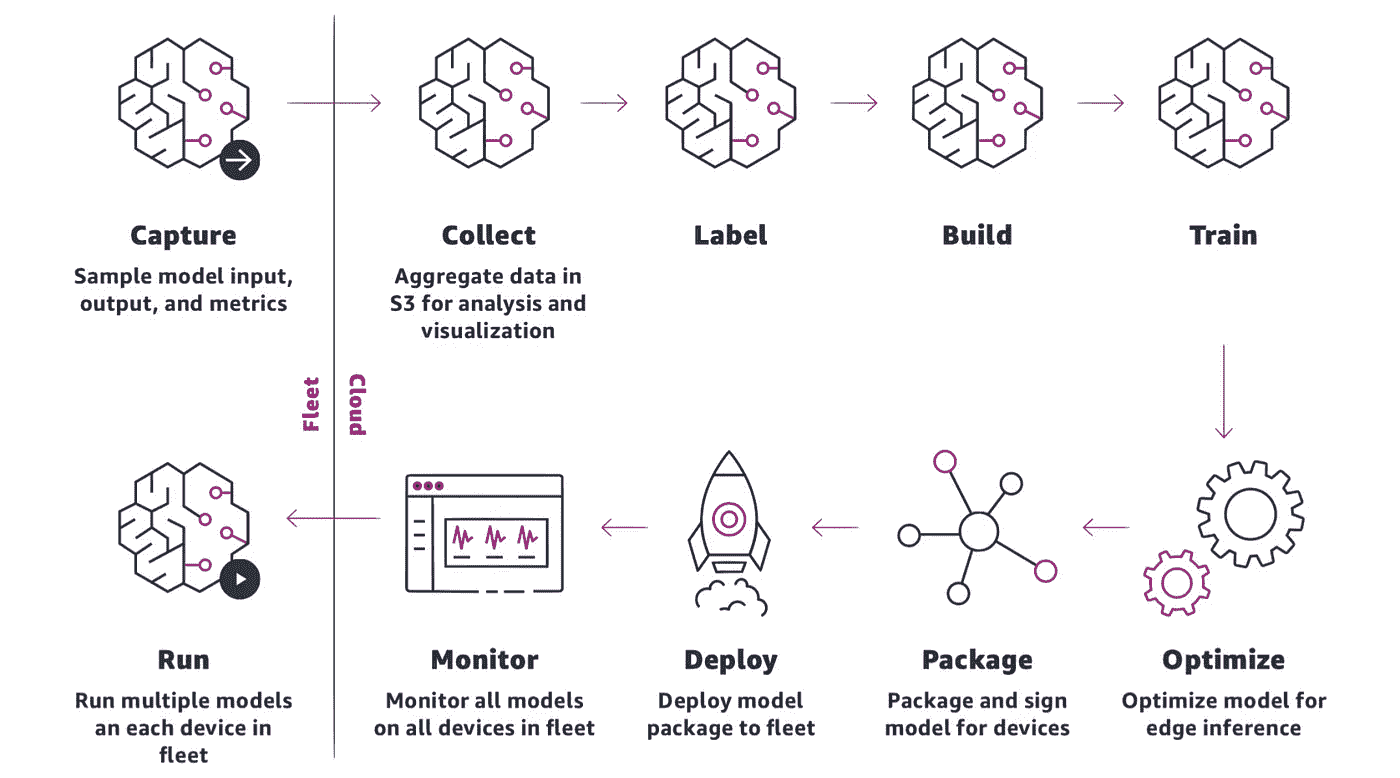 Capture
Sample model input,
output, and metrics
Collect
Aggregate data in
S3 for analysis and
visualization
Label
Build
Train
Fleet
Cloud
Run
Run multiple models
an each device in
fleet
Monitor
Monitor all models
on all devices in fleet
Deploy
Deploy model
package to fleet
Package
Package and sign
model for devices
Optimize
Optimize model for
edge inference